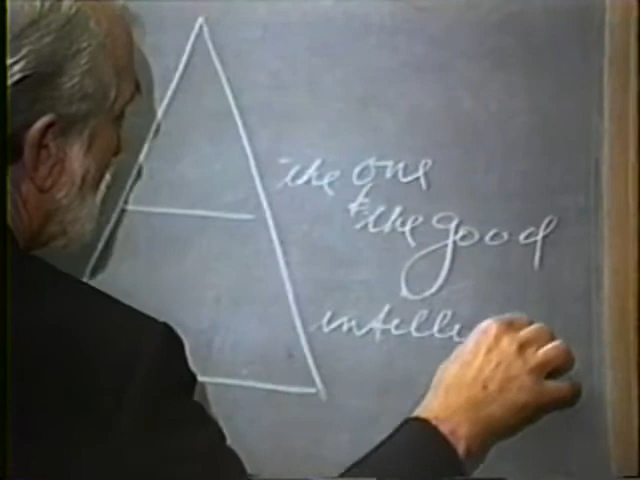 the one
& the good
intelle